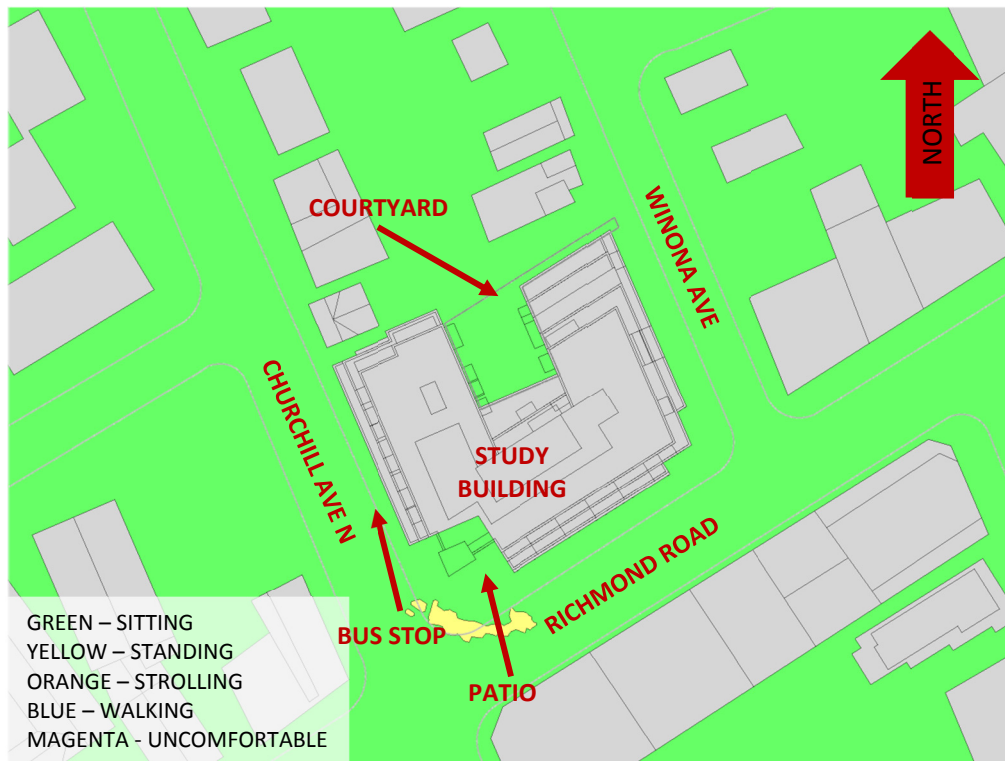 NORTH
COURTYARD
WINONA AVE
CHURCHILL AVE N
STUDY
BUILDING
RICHMOND ROAD
BUS STOP
PATIO
GREEN – SITTING
YELLOW – STANDING
ORANGE – STROLLING
BLUE – WALKING
MAGENTA - UNCOMFORTABLE